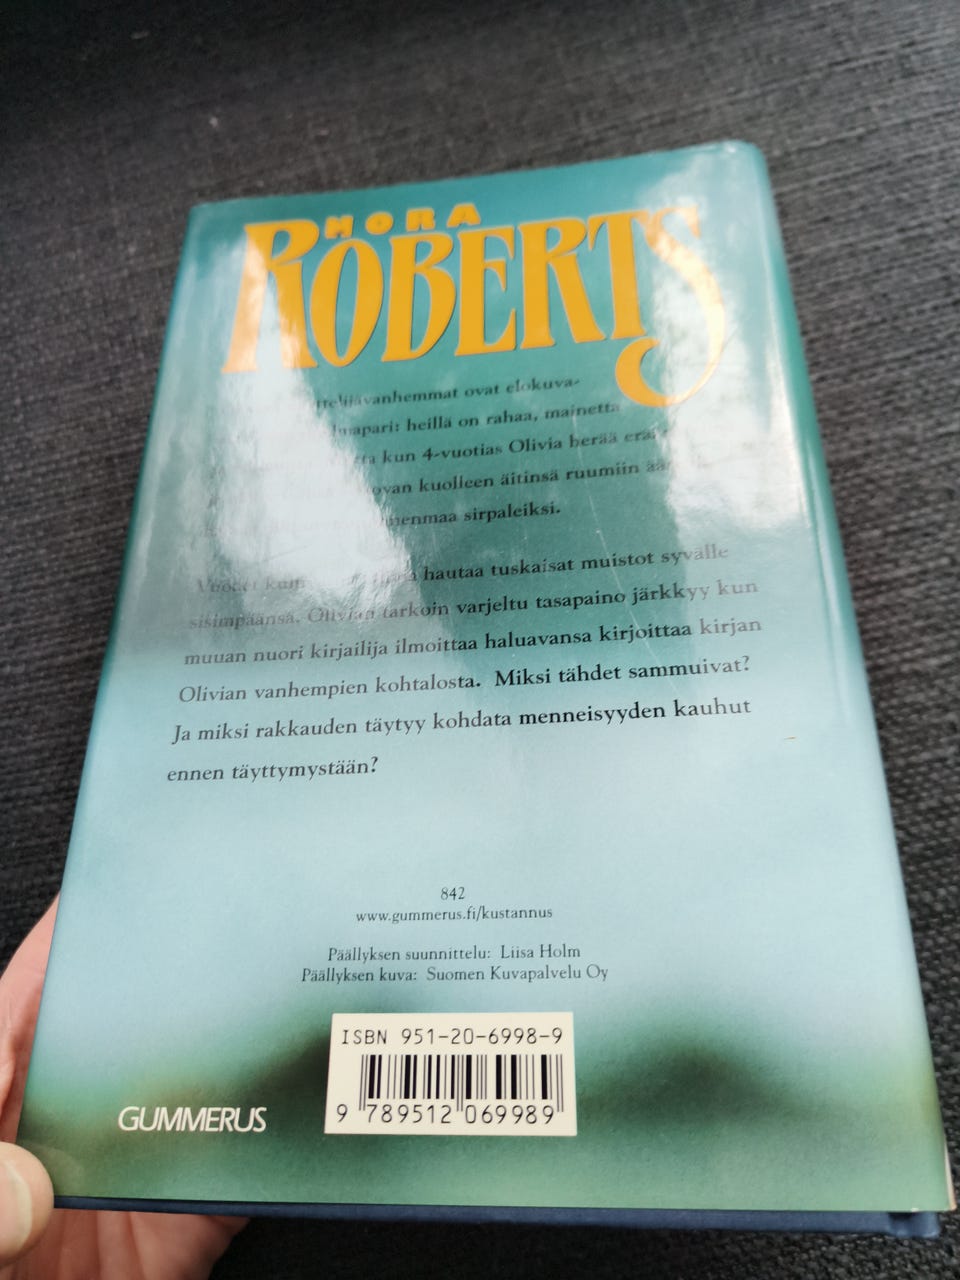 NORA
ROBERTS
ovat elokuva-
heillä on rahaa, mainetta
kun 4-vuotias Olivia herää
kuolleen äitinsä ruumiin
sirpaleiksi.
hautaa tuskaisat muistot syvälle
sisimpäänsä. Olivian tarkoin varjeltu tasapaino järkkyy kun
muuan nuori kirjailija ilmoittaa haluavansa kirjoittaa kirjan
Olivian vanhempien kohtalosta. Miksi tähdet sammuivat?
Ja miksi rakkauden täytyy kohdata menneisyyden kauhut
ennen täyttymystään?
842
www.gummerus.fi/kustannus
Päällyksen suunnittelu: Liisa Holm
Päällyksen kuva: Suomen Kuvapalvelu Oy
ISBN 951-20-6998-9
9 789512 069989
GUMMERUS